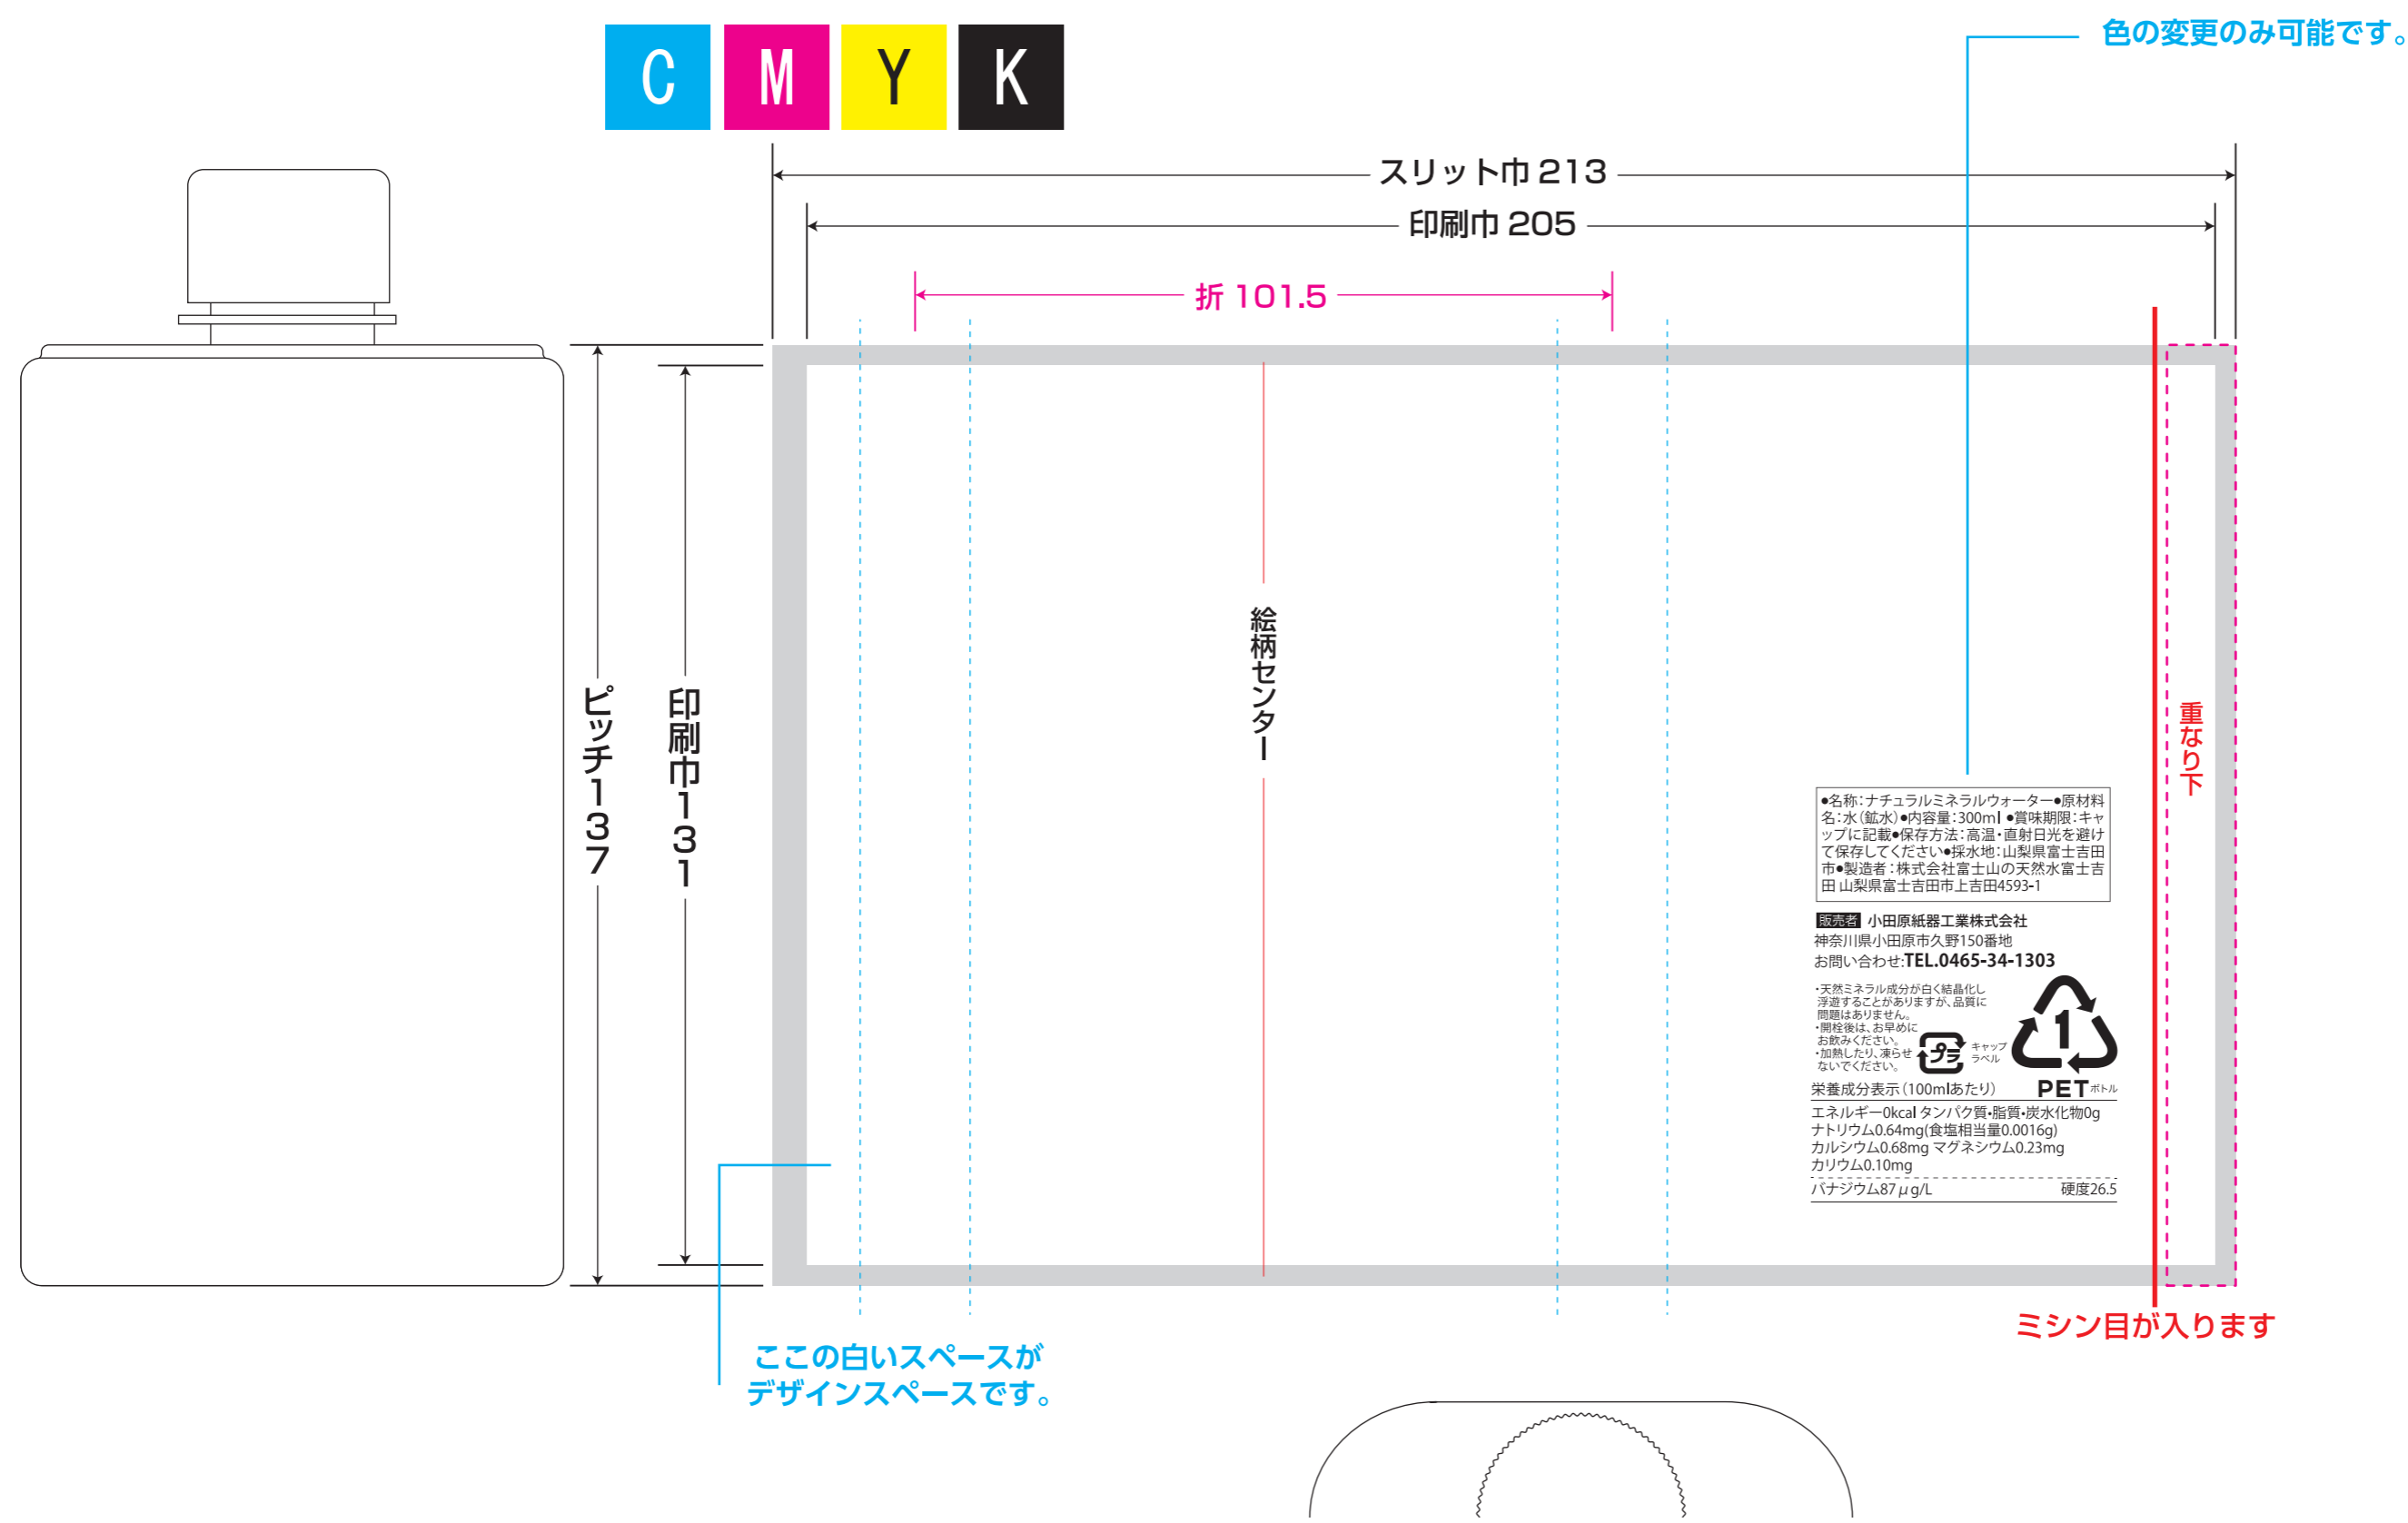 色の変更のみ可能です。
C M Y K
スリット巾 213
印刷巾 205
折 101.5
ピッチ137
印刷巾131
絵柄センター
重なり下
●名称:ナチュラルミネラルウォーター●原材料
名:水(鉱水)●内容量:300ml ●賞味期限:キャ
ップに記載●保存方法:高温・直射日光を避け
て保存してください●採水地:山梨県富士吉田
市●製造者:株式会社富士山の天然水富士吉
田 山梨県富士吉田市上吉田4593-1
販売者 小田原紙器工業株式会社
神奈川県小田原市久野150番地
お問い合わせ:TEL.0465-34-1303
・天然ミネラル成分が白く結晶化し
浮遊することがありますが、品質に
問題はありません。
・開栓後は、お早めに
お飲みください。
・加熱したり、凍らせ
ないでください。
プラ
キャップ
ラベル
1
PET ボトル
栄養成分表示(100mlあたり)
エネルギー0kcal タンパク質・脂質・炭水化物0g
ナトリウム0.64mg(食塩相当量0.0016g)
カルシウム0.68mg マグネシウム0.23mg
カリウム0.10mg
バナジウム87μg/L 硬度26.5
ミシン目が入ります
ここの白いスペースが
デザインスペースです。